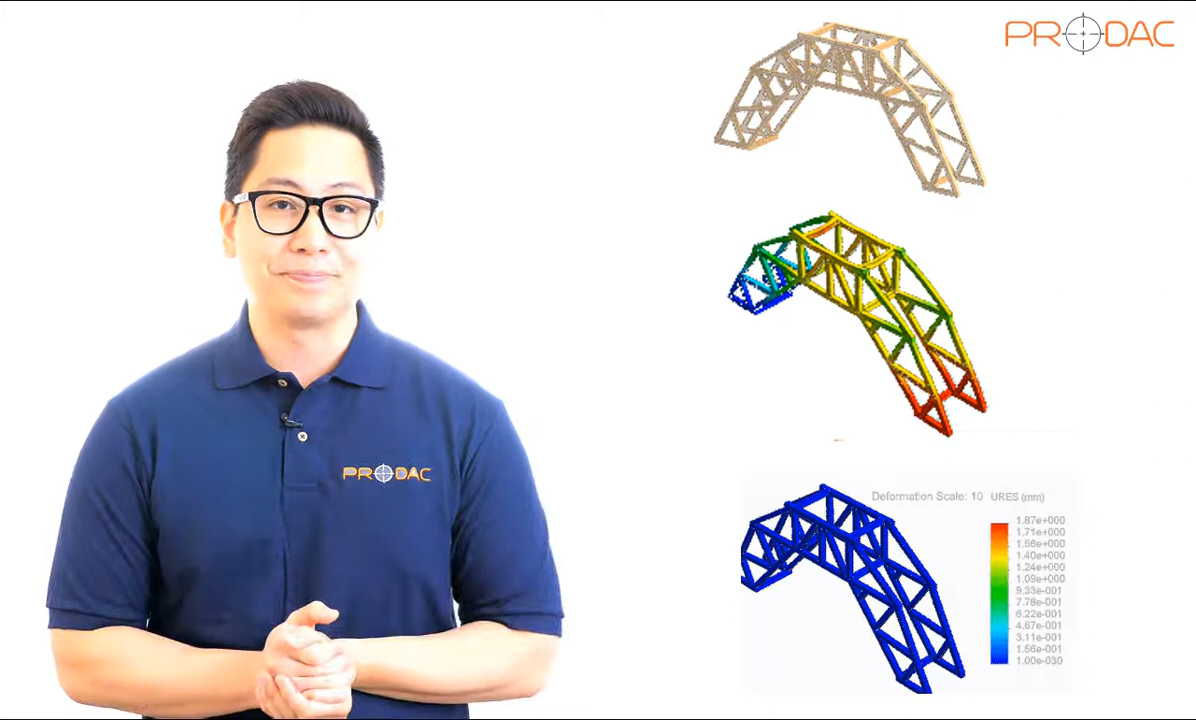 PRODAC
PRODAC
Deformation Scale: 10 URES (mm)
1.87e+000
1.71e+000
1.56e+000
1.40e+000
1.24e+000
1.09e+000
9.33e-001
7.78e-001
6.22e-001
4.67e-001
3.11e-001
1.56e-001
1.00e-030